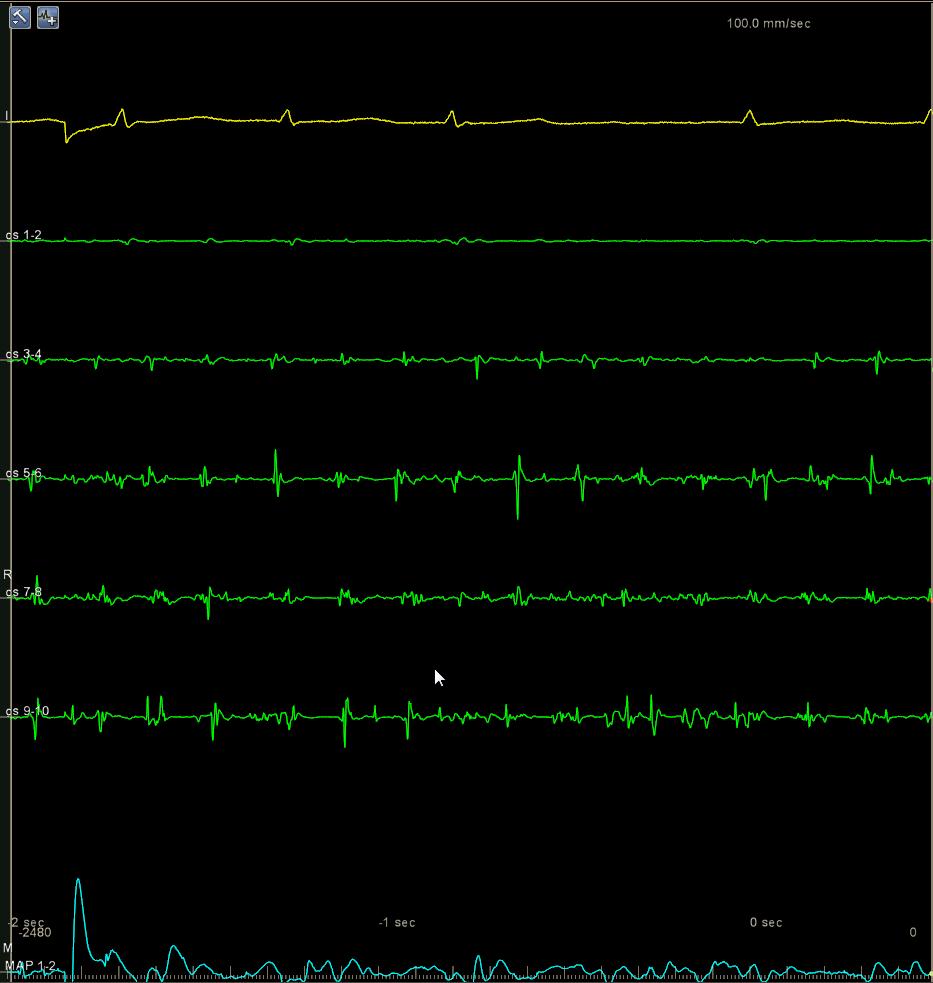 100.0 mm/sec
I
cs 1-2
cs 3-4
cs 5-6
R
cs 7-8
cs 9-10
-2 sec
-1 sec
0 sec
-2480
0
M
MAP 1-2